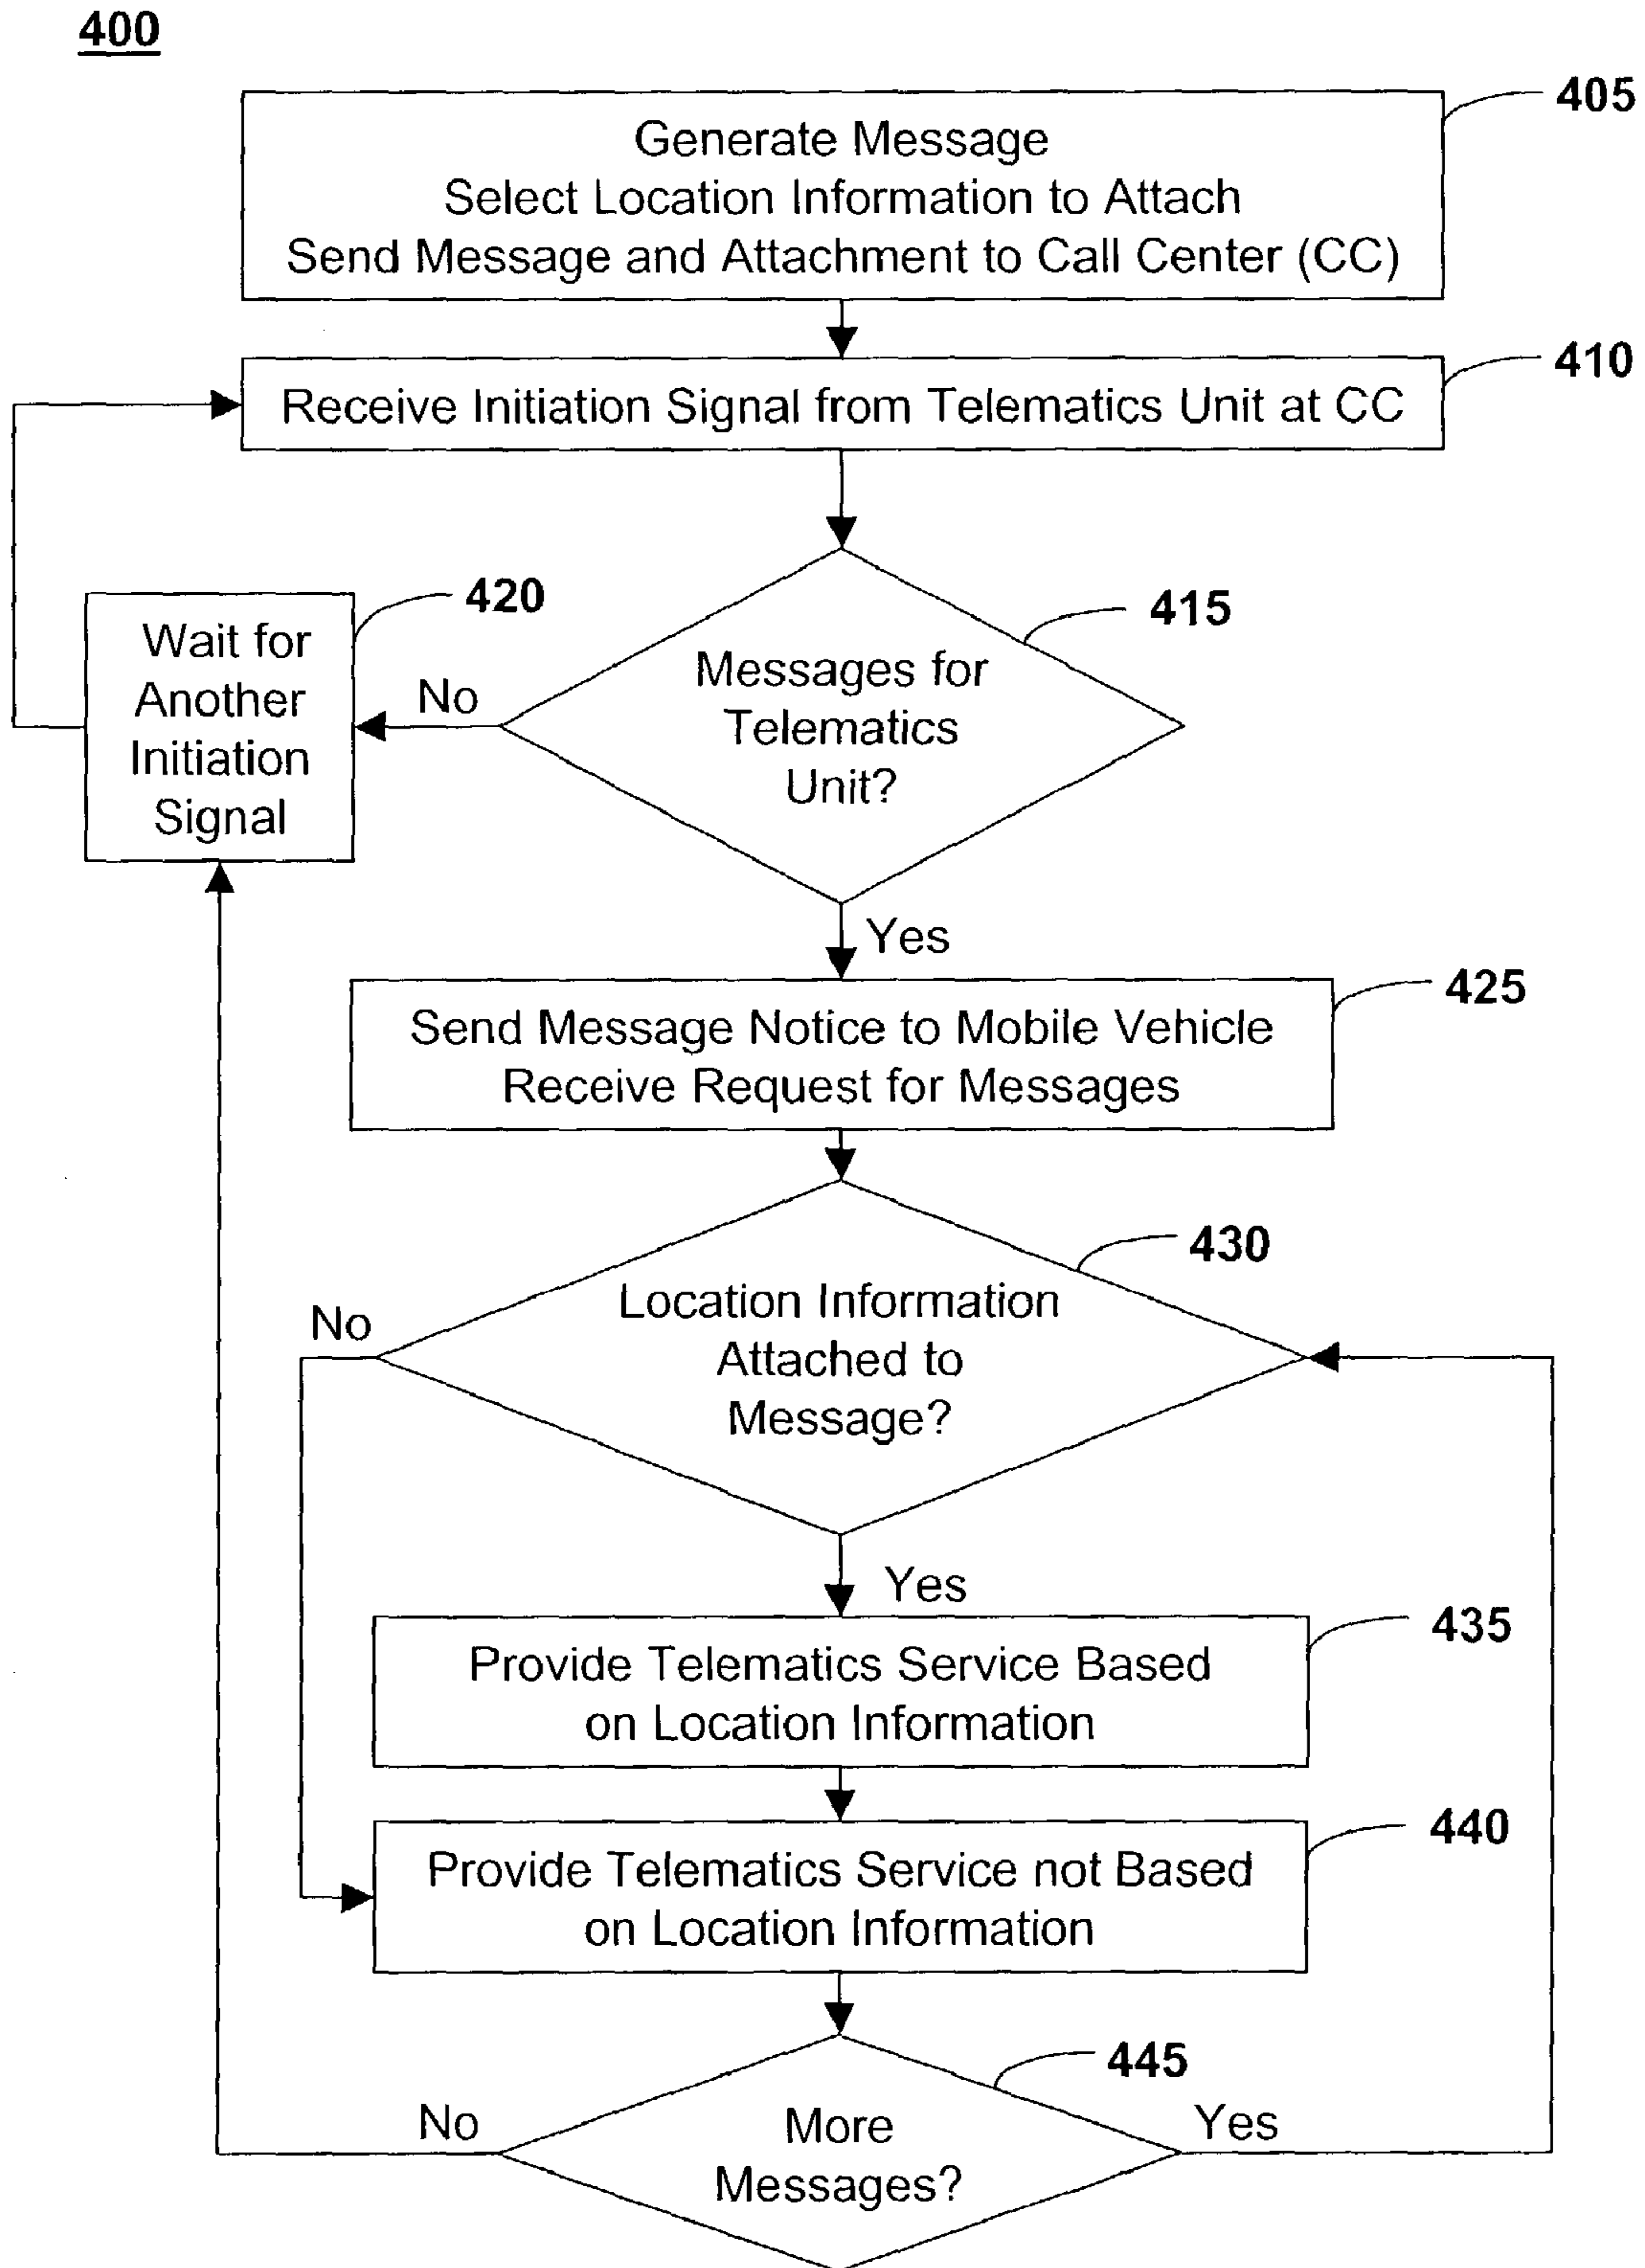 400
405
Generate Message
Select Location Information to Attach
Send Message and Attachment to Call Center (CC)
410
Receive Initiation Signal from Telematics Unit at CC
420
Wait for
Another
Initiation
Signal
No
415
Messages for
Telematics
Unit?
Yes
425
Send Message Notice to Mobile Vehicle
Receive Request for Messages
430
No
Location Information
Attached to
Message?
Yes
435
Provide Telematics Service Based
on Location Information
440
Provide Telematics Service not Based
on Location Information
445
No
More
Messages?
Yes